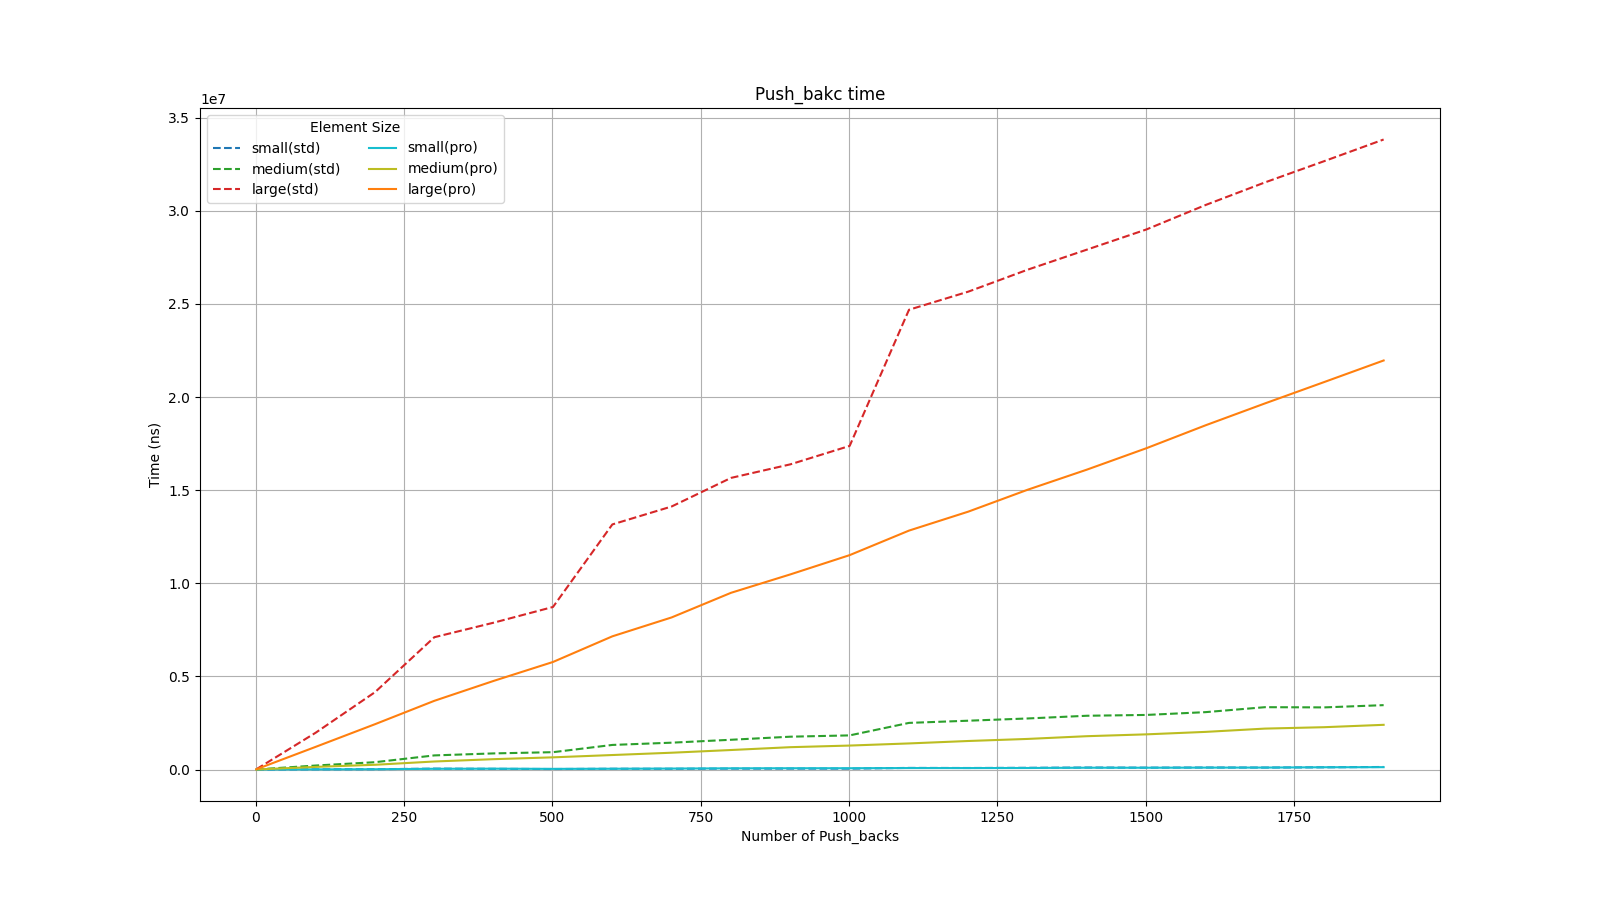 Push_bakc time
1e7
Element Size
small(std) small(pro)
medium(std) medium(pro)
large(std) large(pro)
3.5
3.0
2.5
2.0
1.5
1.0
0.5
0.0
Time (ns)
0 250 500 750 1000 1250 1500 1750
Number of Push_backs